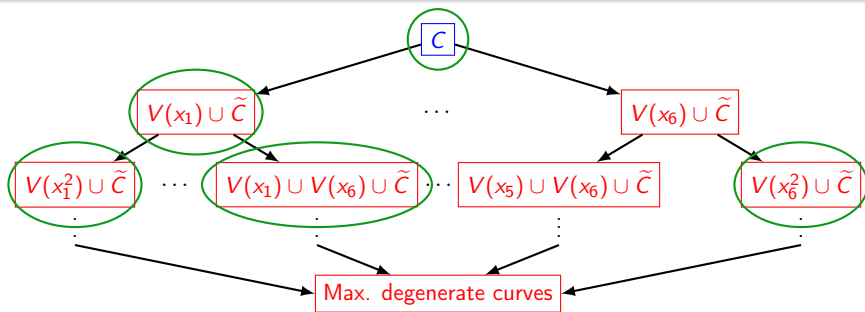 C
V(x₁) ∪ C̃ ... V(x₆) ∪ C̃
V(x₁²) ∪ C̃ ... V(x₁) ∪ V(x₆) ∪ C̃ ... V(x₅) ∪ V(x₆) ∪ C̃ V(x₆²) ∪ C̃
Max. degenerate curves